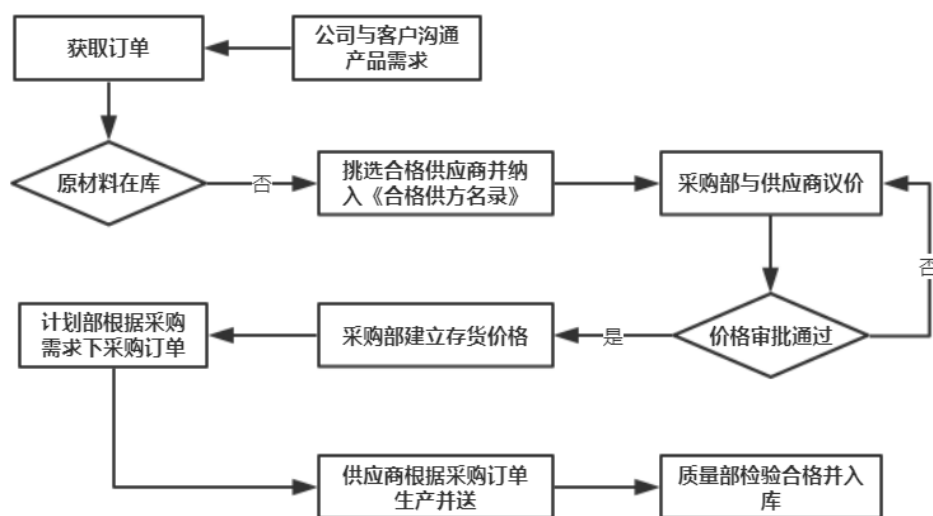 获取订单
公司与客户沟通
产品需求
原材料在库
否
挑选合格供应商并纳
入《合格供方名录》
采购部与供应商议价
否
计划部根据采购
需求下采购订单
采购部建立存货价格
是
价格审批通过
供应商根据采购订单
生产并送
质量部检验合格并入
库